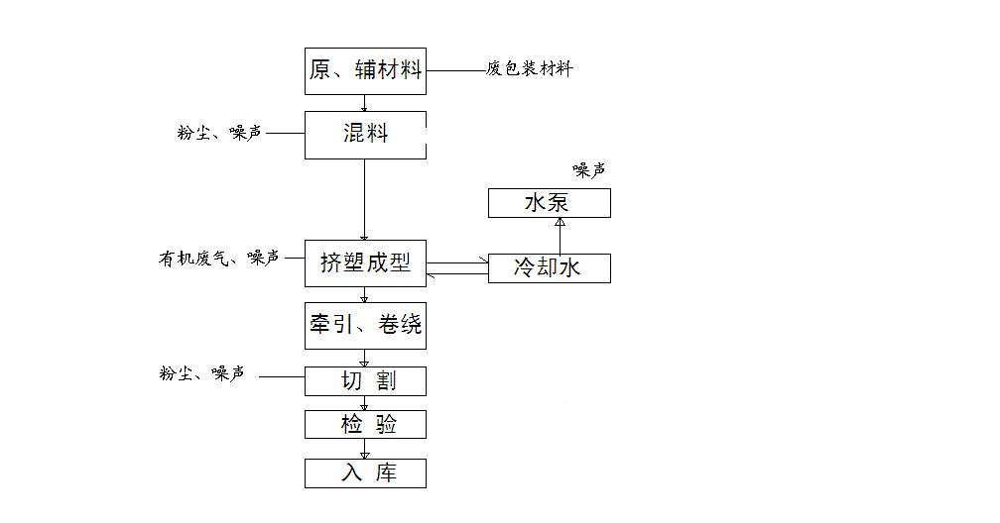 原、辅材料
废包装材料
粉尘、噪声
混料
噪声
水泵
有机废气、噪声
挤塑成型
冷却水
牵引、卷绕
粉尘、噪声
切 割
检 验
入 库